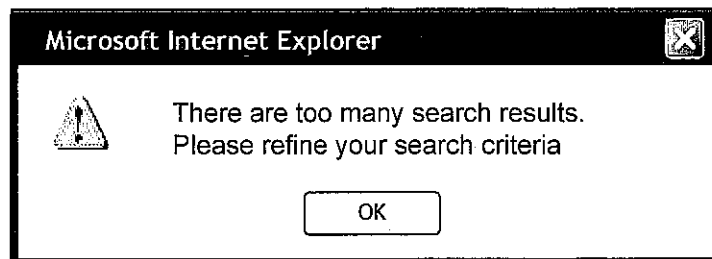 Microsoft Internet Explorer
There are too many search results.
Please refine your search criteria
OK